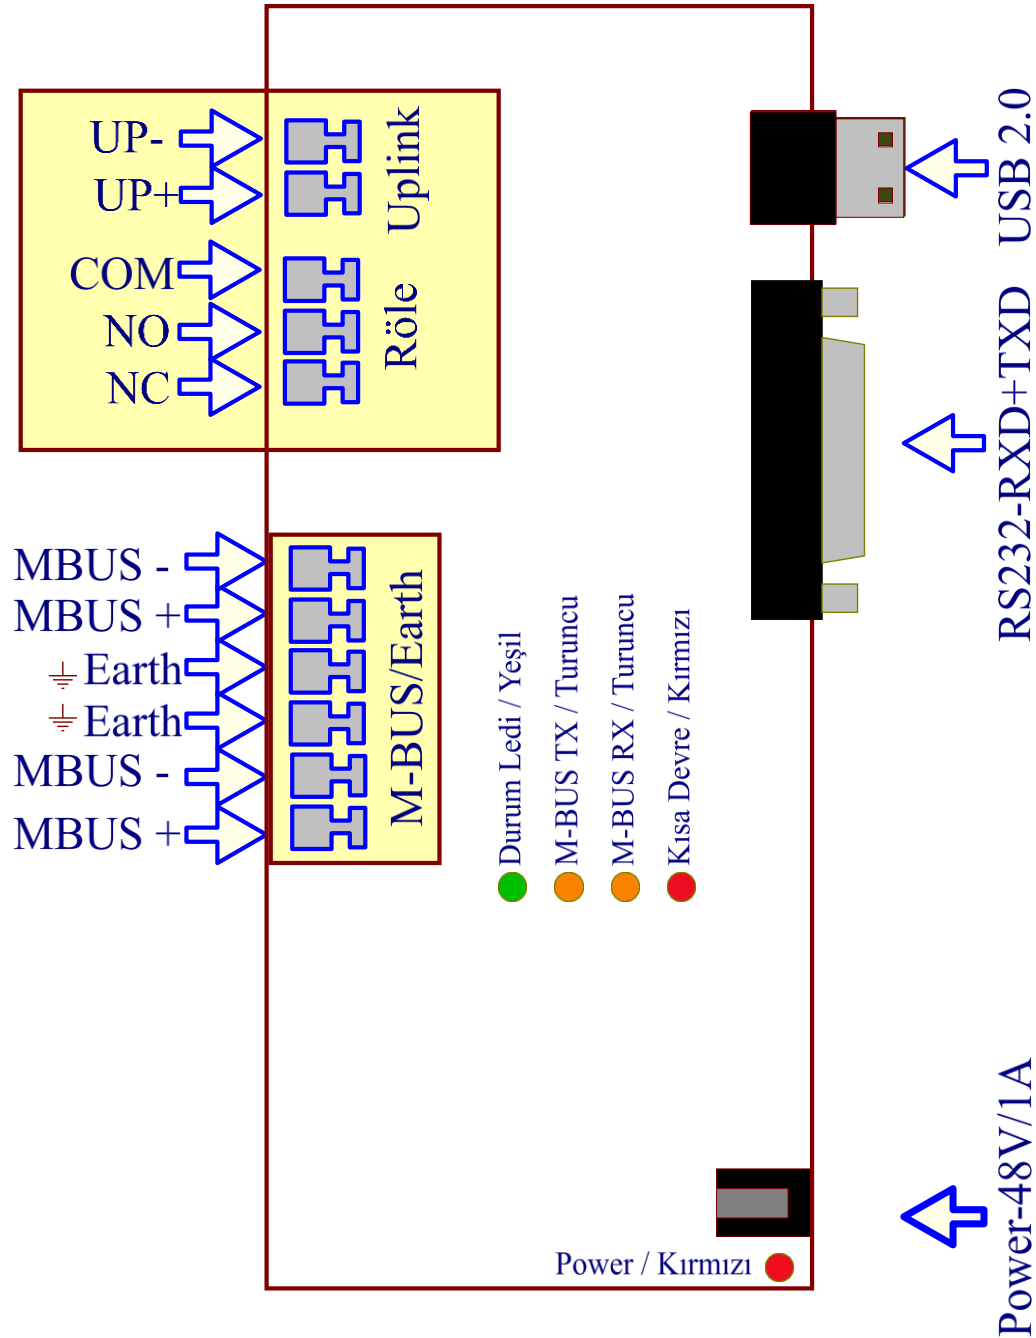 UP-
UP+
Uplink
COM
NO
NC
Röle
MBUS -
MBUS +
Earth
Earth
MBUS -
MBUS +
M-BUS/Earth
Durum Ledi / Yeşil
M-BUS TX / Turuncu
M-BUS RX / Turuncu
Kısa Devre / Kırmızı
USB 2.0
RS232-RXD+TXD
Power-48V/1A
Power / Kırmızı